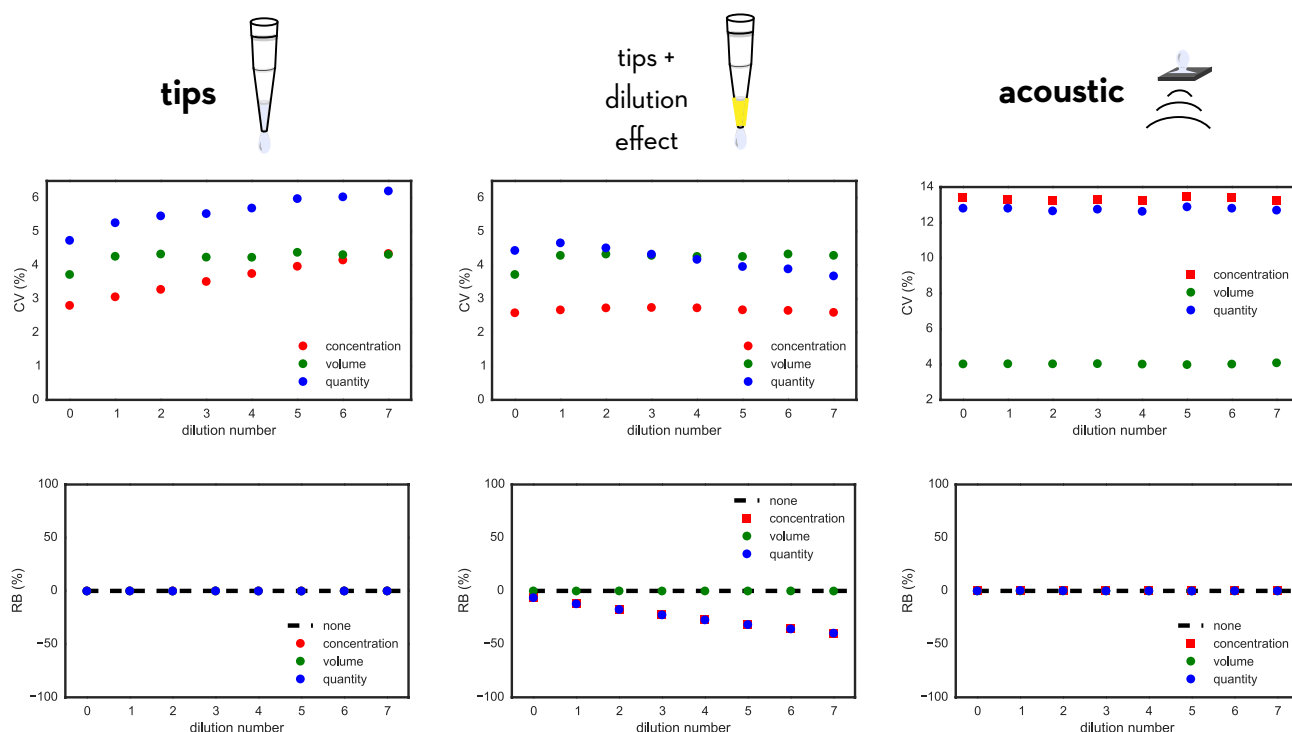 tips
tips +
dilution
effect
acoustic
CV (%)
6
5
4
3
2
1
0
concentration
volume
quantity
0 1 2 3 4 5 6 7
dilution number
CV (%)
6
5
4
3
2
1
0
concentration
volume
quantity
0 1 2 3 4 5 6 7
dilution number
CV (%)
14
12
10
8
6
4
2
concentration
volume
quantity
0 1 2 3 4 5 6 7
dilution number
RB (%)
100
50
0
−50
−100
none
concentration
volume
quantity
0 1 2 3 4 5 6 7
dilution number
RB (%)
100
50
0
−50
−100
none
concentration
volume
quantity
0 1 2 3 4 5 6 7
dilution number
RB (%)
100
50
0
−50
−100
none
concentration
volume
quantity
0 1 2 3 4 5 6 7
dilution number